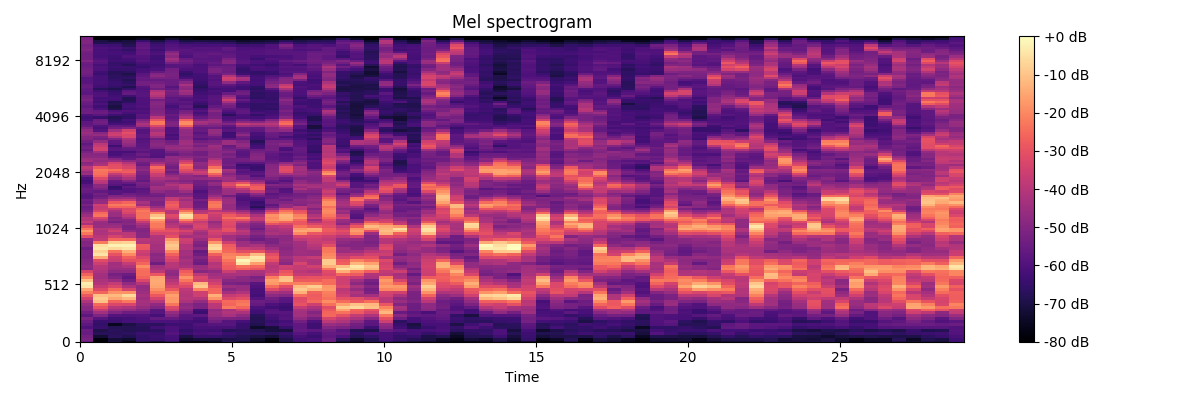 Mel spectrogram
Hz
8192
4096
2048
1024
512
0
0 5 10 15 20 25
Time
+0 dB
-10 dB
-20 dB
-30 dB
-40 dB
-50 dB
-60 dB
-70 dB
-80 dB